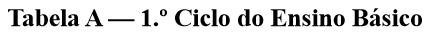 Tabela A — 1.º Ciclo do Ensino Básico